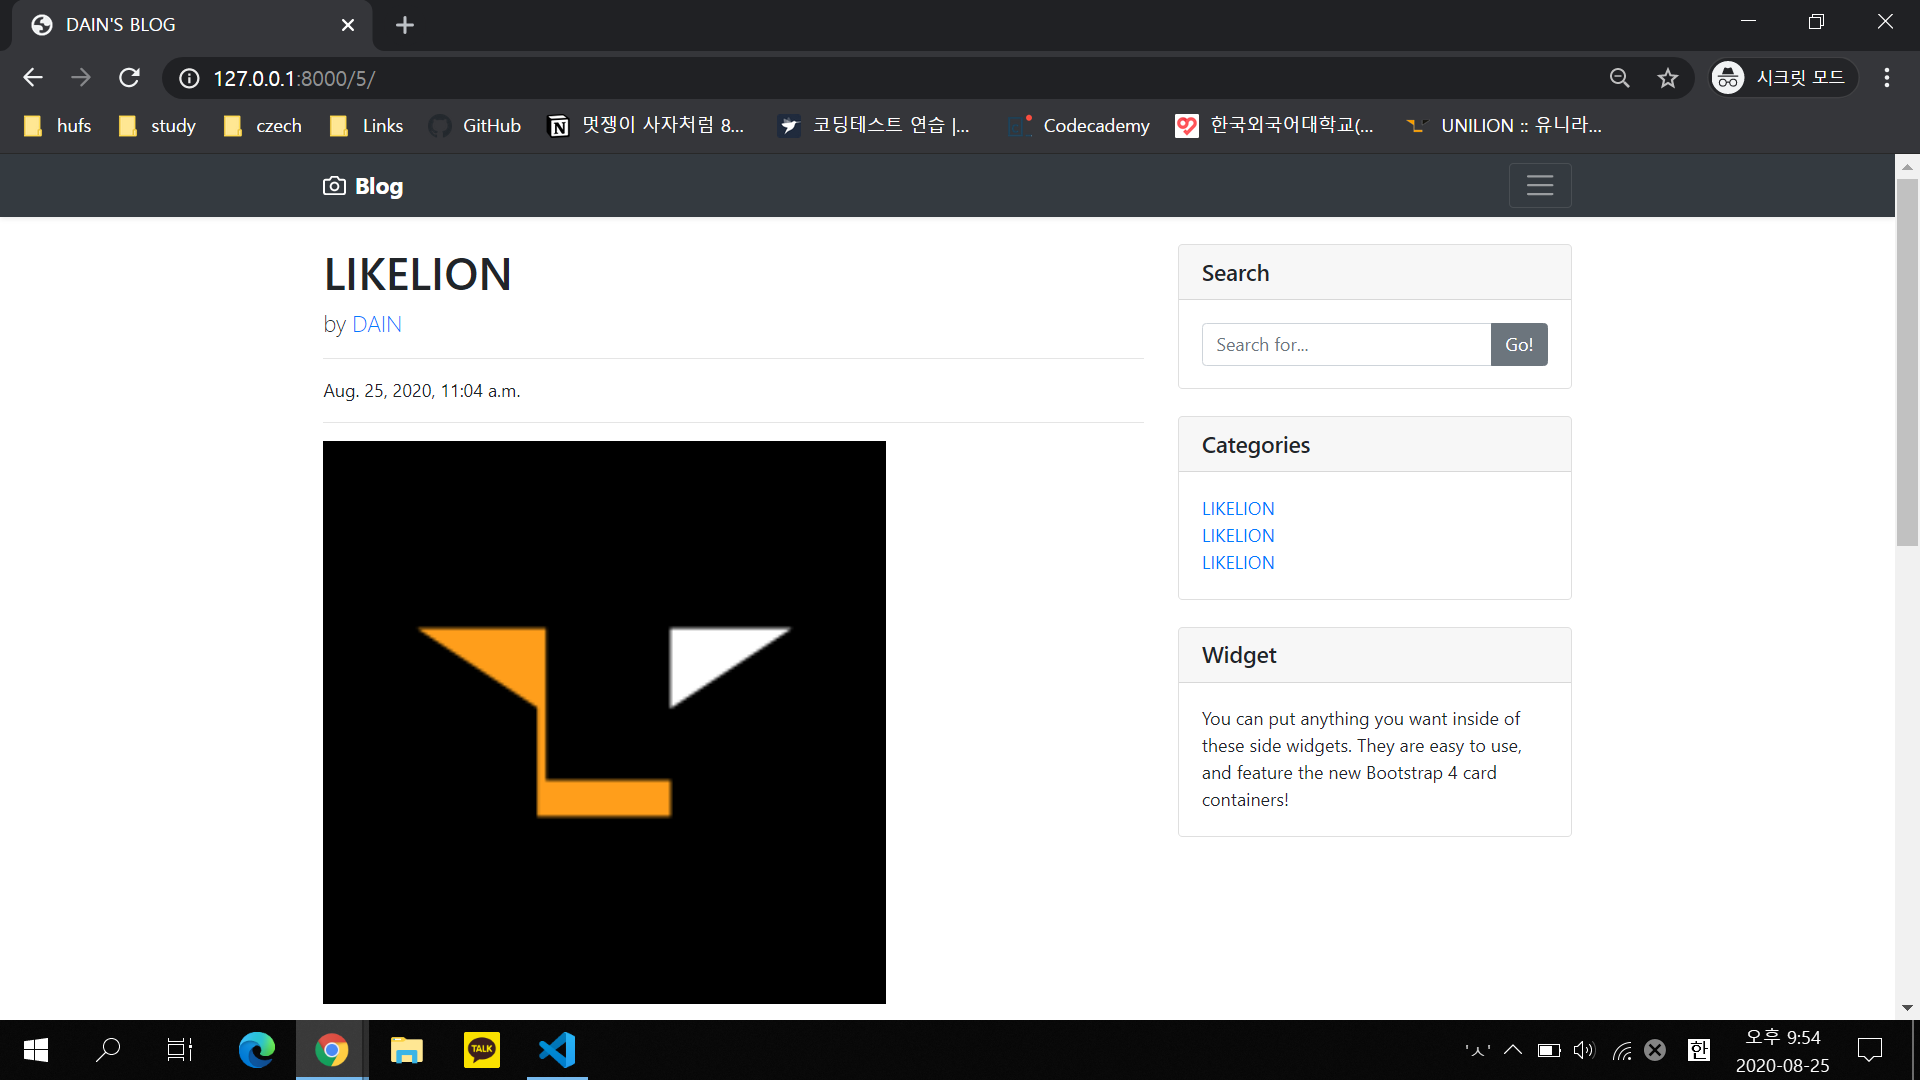 DAIN'S BLOG
127.0.0.1:8000/5/
시크릿 모드
hufs
study
czech
Links
GitHub
멋쟁이 사자처럼 8...
코딩테스트 연습 |...
Codecademy
한국외국어대학교(...
UNILION :: 유니라...
Blog
LIKELION
by DAIN
Aug. 25, 2020, 11:04 a.m.
Search
Search for...
Go!
Categories
LIKELION
LIKELION
LIKELION
Widget
You can put anything you want inside of
these side widgets. They are easy to use,
and feature the new Bootstrap 4 card
containers!
TALK
'ㅅ'
한
오후 9:54
2020-08-25